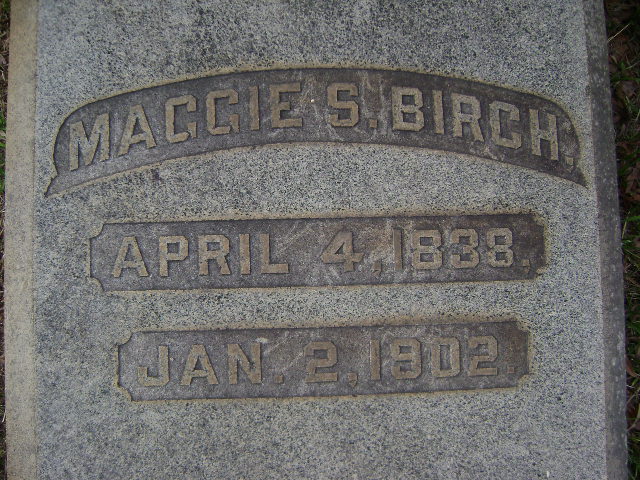 MAGGIE S. BIRCH.
APRIL 4, 1838.
JAN. 2, 1902.